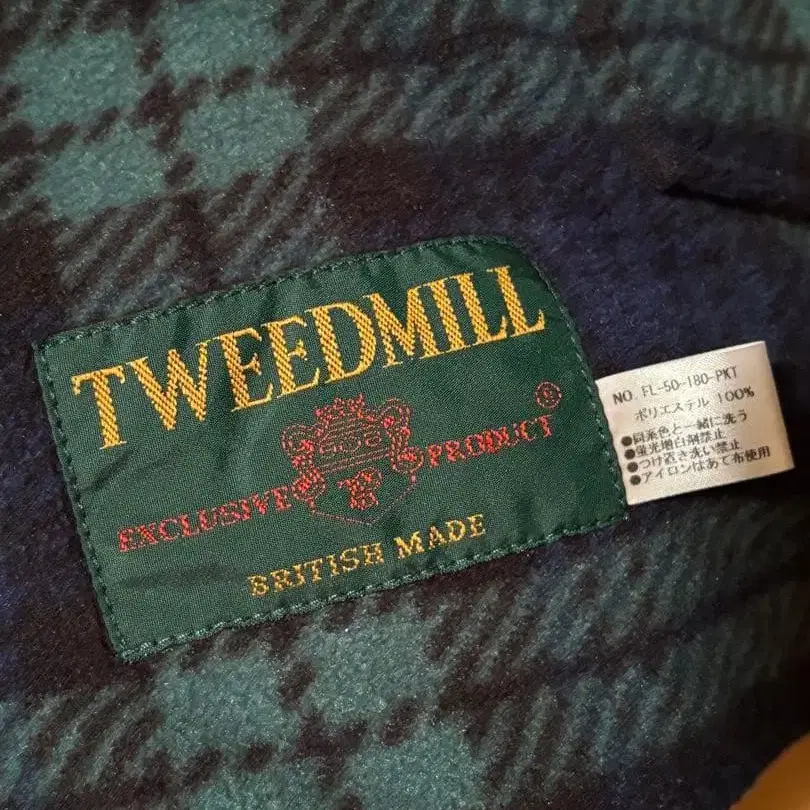 TWEEDMILL
©
EXCLUSIVE PRODUCT
BRITISH MADE
NO. FL-50-180-PKT
ポリエステル 100%
●同系色と一緒に洗う
●蛍光増白剤禁止
●つけ置き洗い禁止
●アイロンはあて布使用